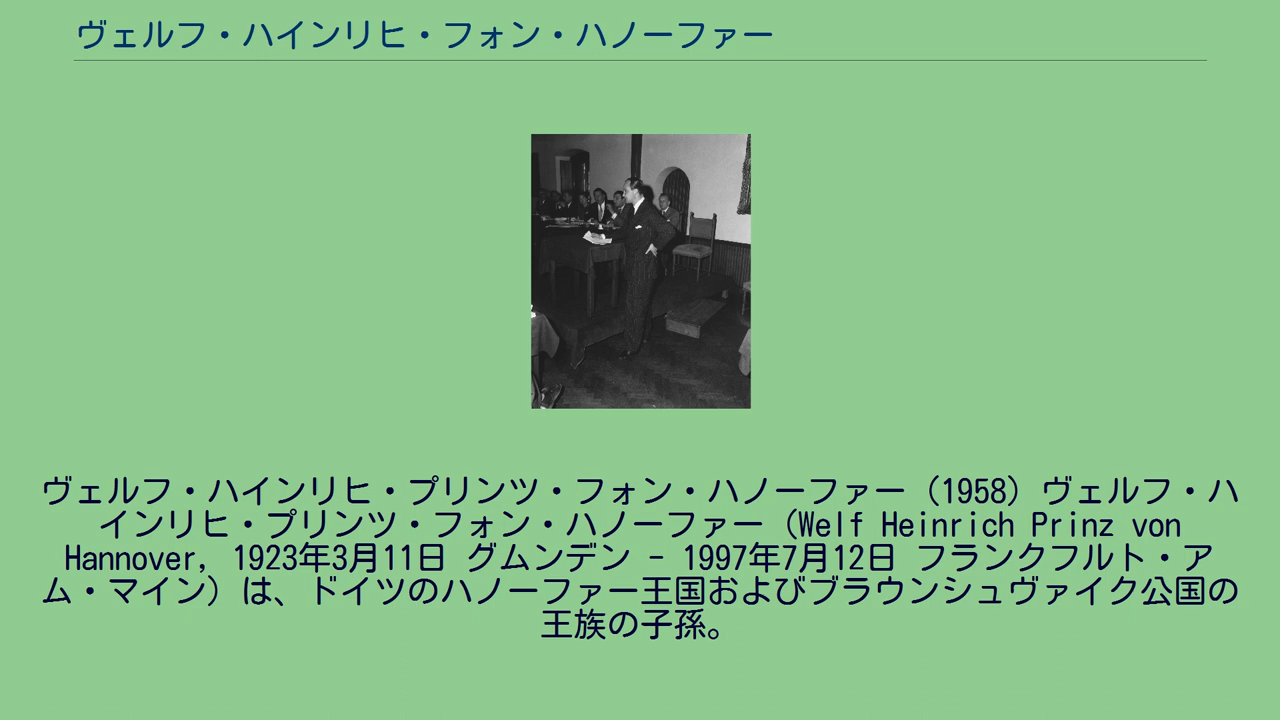 ヴェルフ・ハインリヒ・フォン・ハノーファー
ヴェルフ・ハインリヒ・プリンツ・フォン・ハノーファー（1958）ヴェルフ・ハ
インリヒ・プリンツ・フォン・ハノーファー（Welf Heinrich Prinz von
Hannover, 1923年3月11日 グムンデン - 1997年7月12日 フランクフルト・ア
ム・マイン）は、ドイツのハノーファー王国およびブラウンシュヴァイク公国の
王族の子孫。